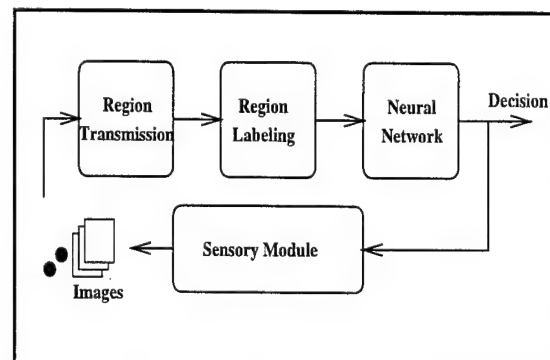 Region
Transmission
Region
Labeling
Neural
Network
Decision
Sensory Module
Images